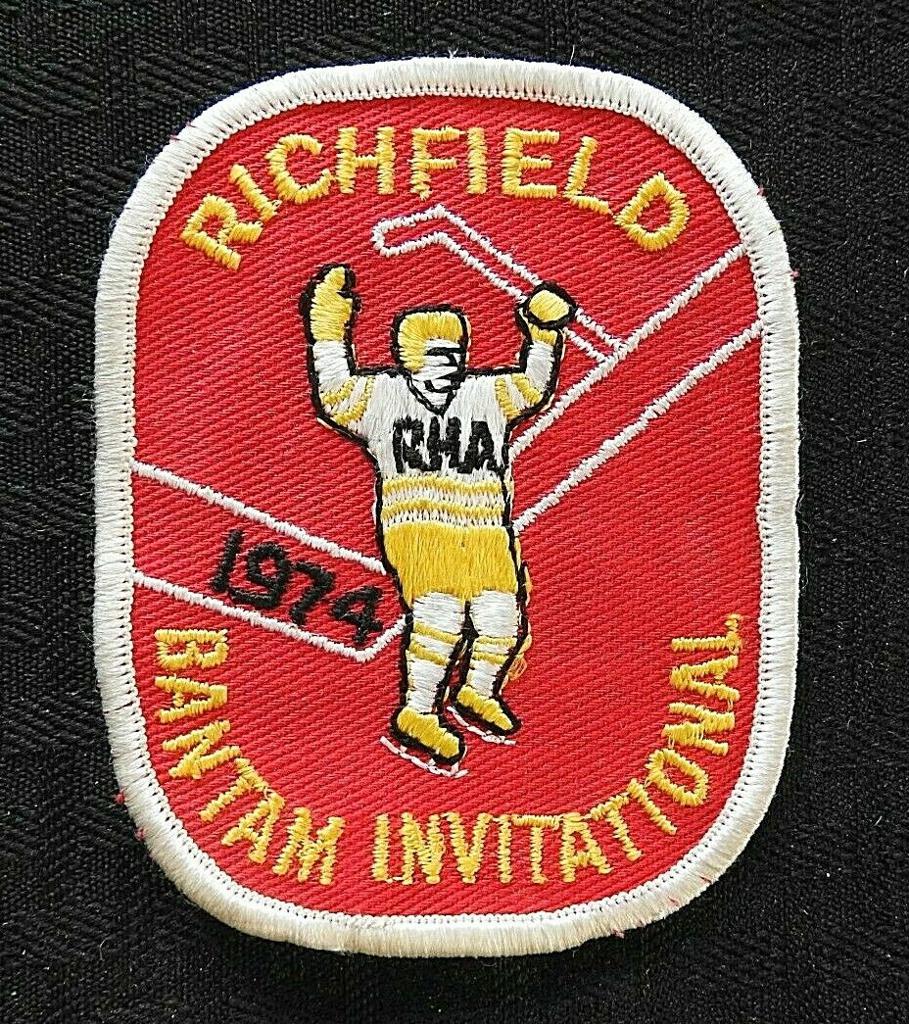 RICHFIELD
RHA
1974
BANTAM INVITATIONAL